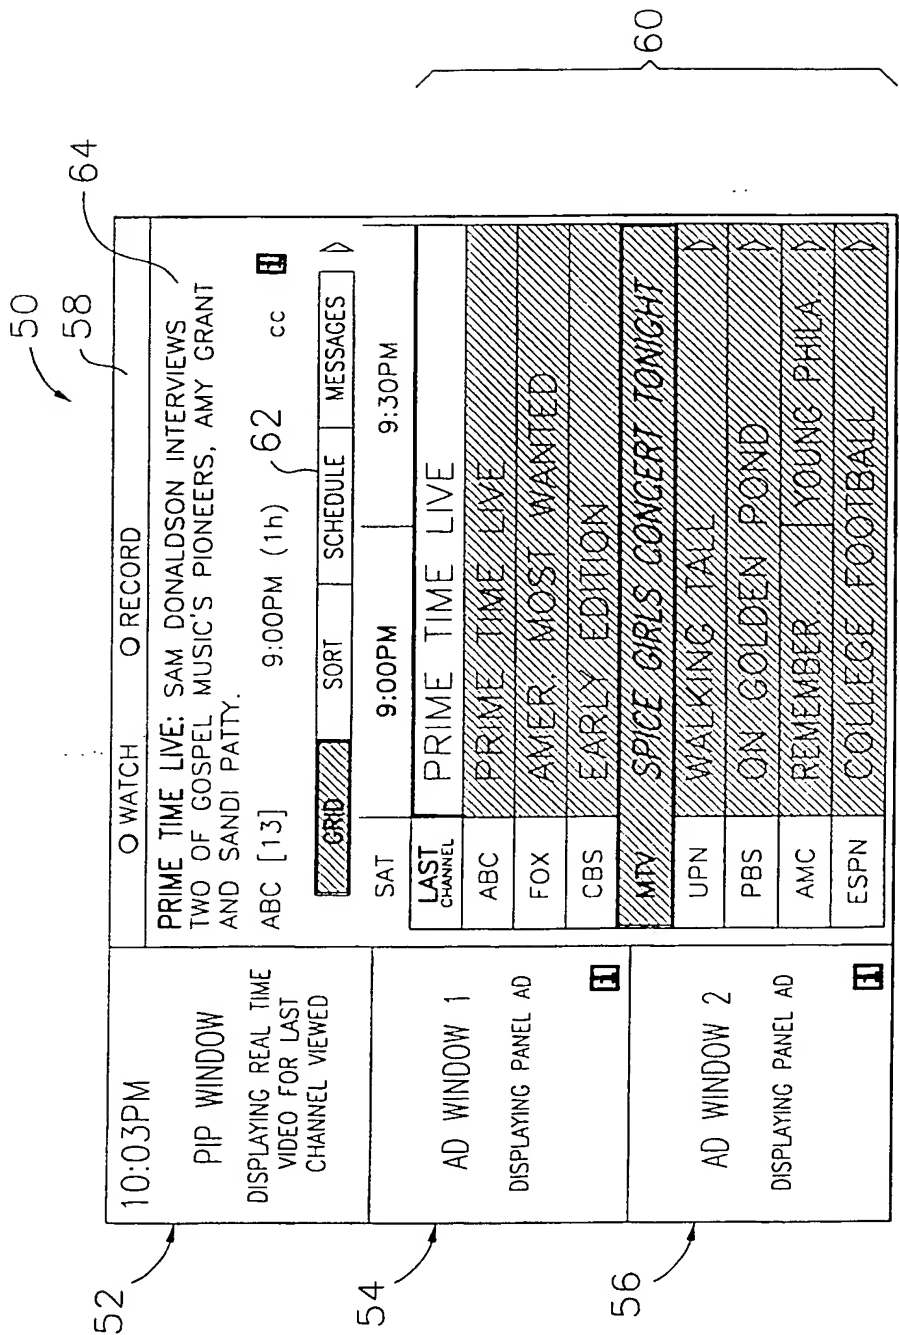 50
58
64
52
10:03PM
PIP WINDOW
DISPLAYING REAL TIME
VIDEO FOR LAST
CHANNEL VIEWED
54
AD WINDOW 1
DISPLAYING PANEL AD
i
56
AD WINDOW 2
DISPLAYING PANEL AD
i
WATCH RECORD
PRIME TIME LIVE: SAM DONALDSON INTERVIEWS
TWO OF GOSPEL MUSIC'S PIONEERS, AMY GRANT
AND SANDI PATTY.
ABC [13] 9:00PM (1h) cc i
62
GRID SORT SCHEDULE MESSAGES
SAT 9:00PM 9:30PM
LAST CHANNEL PRIME TIME LIVE
ABC PRIME TIME LIVE
FOX AMER. MOST WANTED
CBS EARLY EDITION
MTV SPICE GIRLS CONCERT TONIGHT
UPN WALKING TALL
PBS ON GOLDEN POND
AMC REMEMBER... YOUNG PHILA...
ESPN COLLEGE FOOTBALL
60